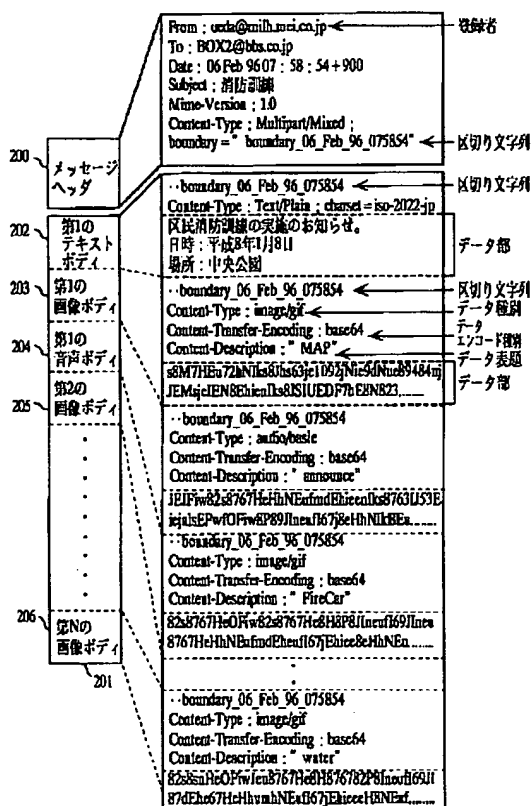 From : ueda@milh.mei.co.jp
登録者
To : BOX2@bbs.co.jp
Date : 06 Feb 96 07 : 58 : 54+900
Subject : 消防訓練
Mime-Version : 1.0
Content-Type : Multipart/Mixed ;
boundary = " boundary_06_Feb_96_075854"
区切り文字列
200
メッセージ
ヘッダ
--boundary_06_Feb_96_075854
区切り文字列
Content-Type : Text/Plain ; charset = iso-2022-jp
202
第1の
テキスト
ボディ
区民消防訓練の実施のお知らせ。
日時 : 平成8年1月8日
場所 : 中央公園
データ部
203
第1の
画像ボディ
--boundary_06_Feb_96_075854
区切り文字列
Content-Type : image/gif
データ種別
Content-Transfer-Encoding : base64
データ
エンコード種別
Content-Description : " MAP"
データ表題
データ部
204
第1の
音声ボディ
205
第2の
画像ボディ
--boundary_06_Feb_96_075854
Content-Type : audio/basic
Content-Transfer-Encoding : base64
Content-Description : " announce"
--boundary_06_Feb_96_075854
Content-Type : image/gif
Content-Transfer-Encoding : base64
Content-Description : " FireCar"
206
第Nの
画像ボディ
201
--boundary_06_Feb_96_075854
Content-Type : image/gif
Content-Transfer-Encoding : base64
Content-Description : " water"